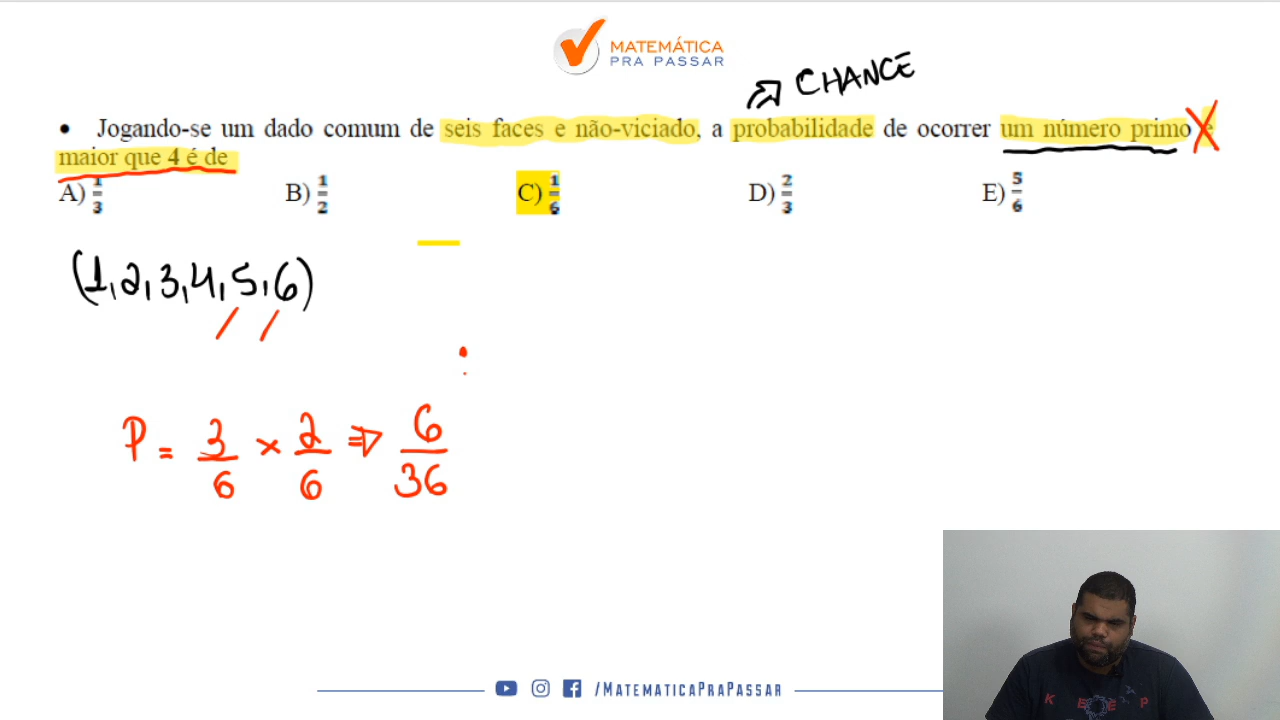 MATEMÁTICA
PRA PASSAR
CHANCE
• Jogando-se um dado comum de seis faces e não-viciado, a probabilidade de ocorrer um número primo e
maior que 4 é de
A) 1/3 B) 1/2 C) 1/6 D) 2/3 E) 5/6
(1,2,3,4,5,6)
P = 3/6 × 2/6 ⇒ 6/36
KEEP
/MATEMATICAPRAPASSAR